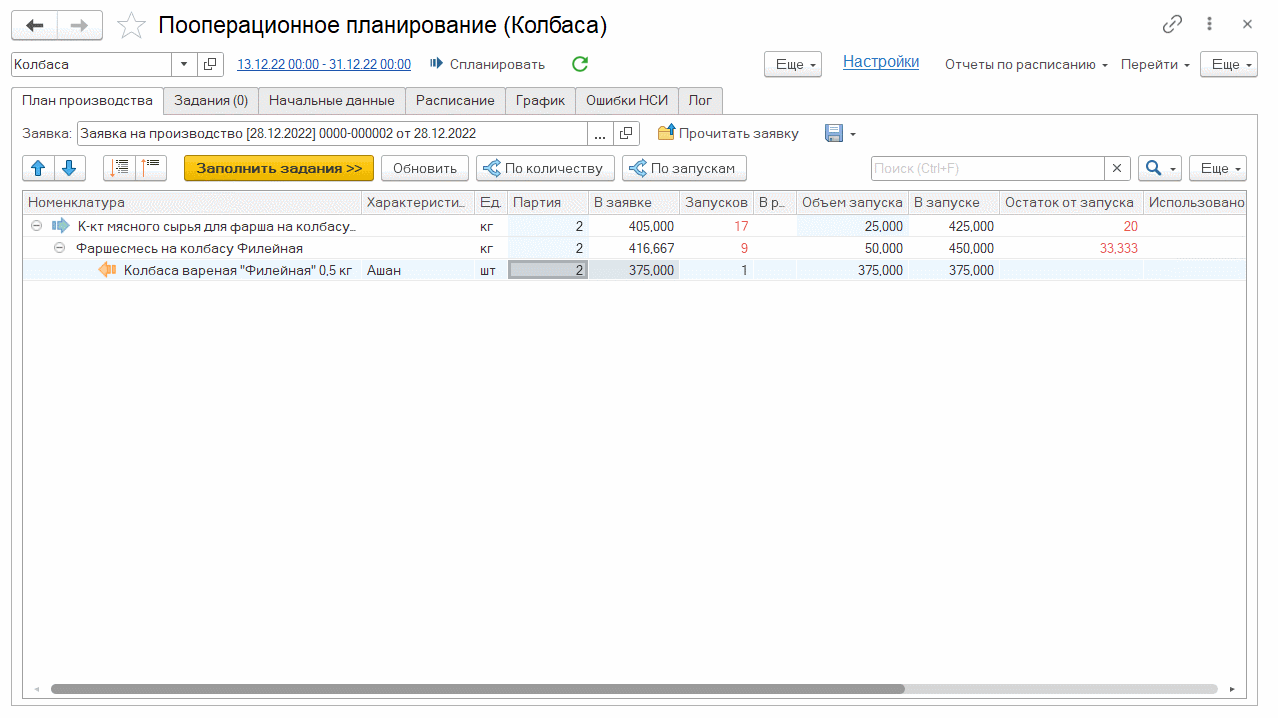 Пооперационное планирование (Колбаса)
Колбаса 13.12.22 00:00 - 31.12.22 00:00 Спланировать Еще Настройки Отчеты по расписанию Перейти Еще
План производства Задания (0) Начальные данные Расписание График Ошибки НСИ Лог
Заявка: Заявка на производство [28.12.2022] 0000-000002 от 28.12.2022 ... Прочитать заявку
Заполнить задания >> Обновить По количеству По запускам Поиск (Ctrl+F) Еще
Номенклатура Характеристи... Ед. Партия В заявке Запусков В р... Объем запуска В запуске Остаток от запуска Использовано
К-кт мясного сырья для фарша на колбасу... кг 2 405,000 17 25,000 425,000 20
Фаршесмесь на колбасу Филейная кг 2 416,667 9 50,000 450,000 33,333
Колбаса вареная "Филейная" 0,5 кг Ашан шт 2 375,000 1 375,000 375,000